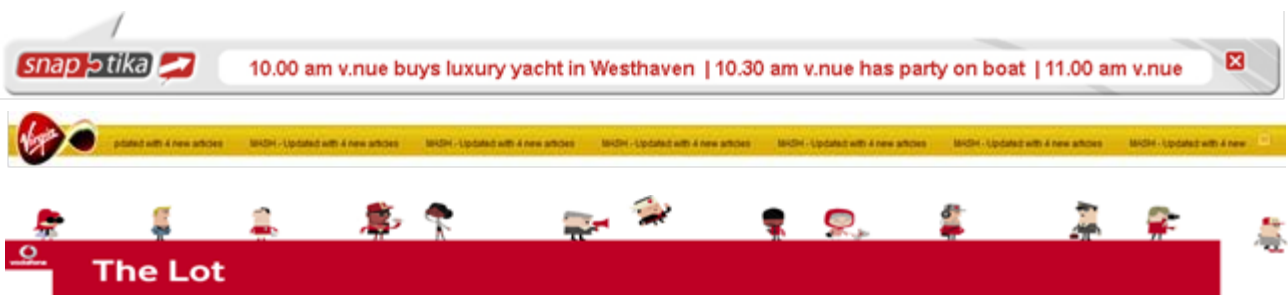 snap tika 10.00 am v.nue buys luxury yacht in Westhaven | 10.30 am v.nue has party on boat | 11.00 am v.nue
Virgin pdated with 4 new articles MASH - Updated with 4 new articles MASH - Updated with 4 new articles MASH - Updated with 4 new articles MASH - Updated with 4 new articles MASH - Updated with 4 new articles MASH - Updated with 4 new
vodafone The Lot